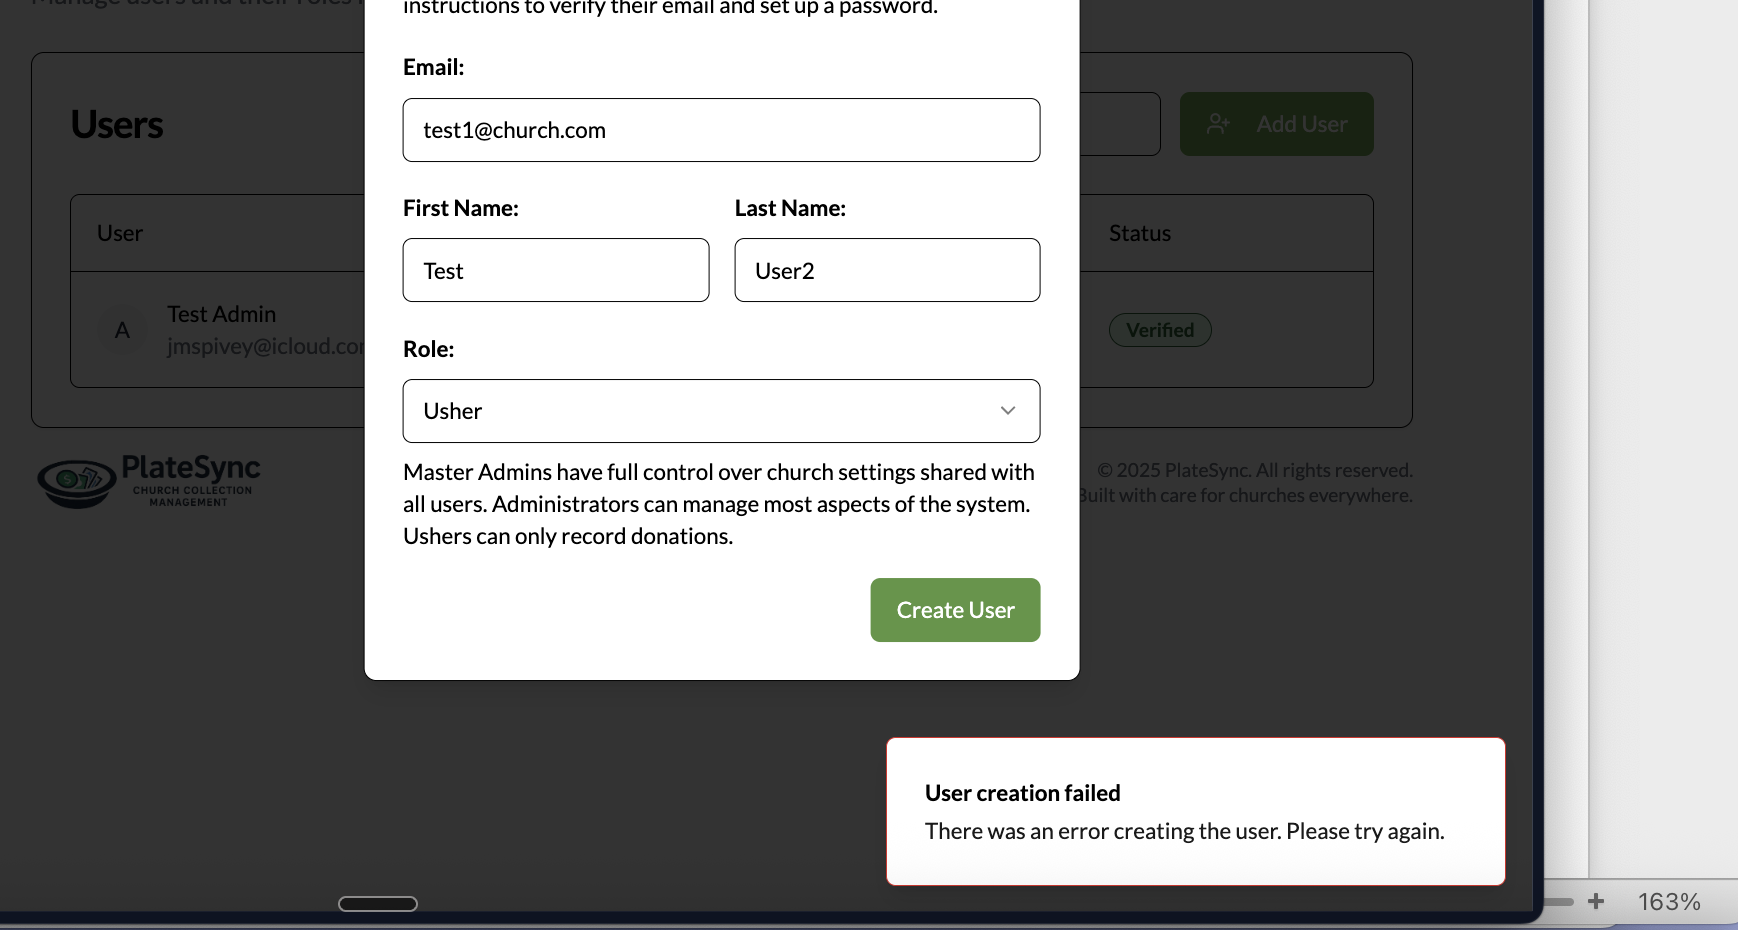 Manage users and their roles
instructions to verify their email and set up a password.
Email:
test1@church.com
Users
Add User
First Name:
Last Name:
User
Status
Test
User2
A
Test Admin
jmspivey@icloud.com
Verified
Role:
Usher
PlateSync
CHURCH COLLECTION
MANAGEMENT
Master Admins have full control over church settings shared with
all users. Administrators can manage most aspects of the system.
Ushers can only record donations.
© 2025 PlateSync. All rights reserved.
Built with care for churches everywhere.
Create User
User creation failed
There was an error creating the user. Please try again.
163%